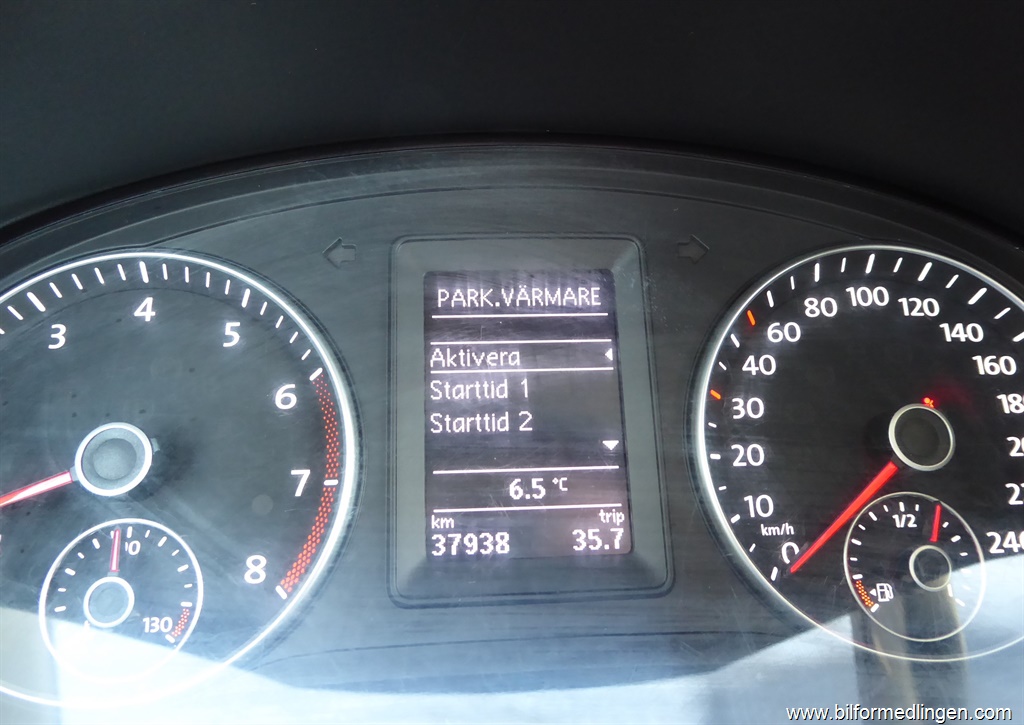 PARK.VÄRMARE
Aktivera
Starttid 1
Starttid 2
6.5 °C
km trip
37938 35.7
3 4 5 6 7 8
130
0 10 20 30 40 60 80 100 120 140 160
km/h
1/2
www.bilformedlingen.com